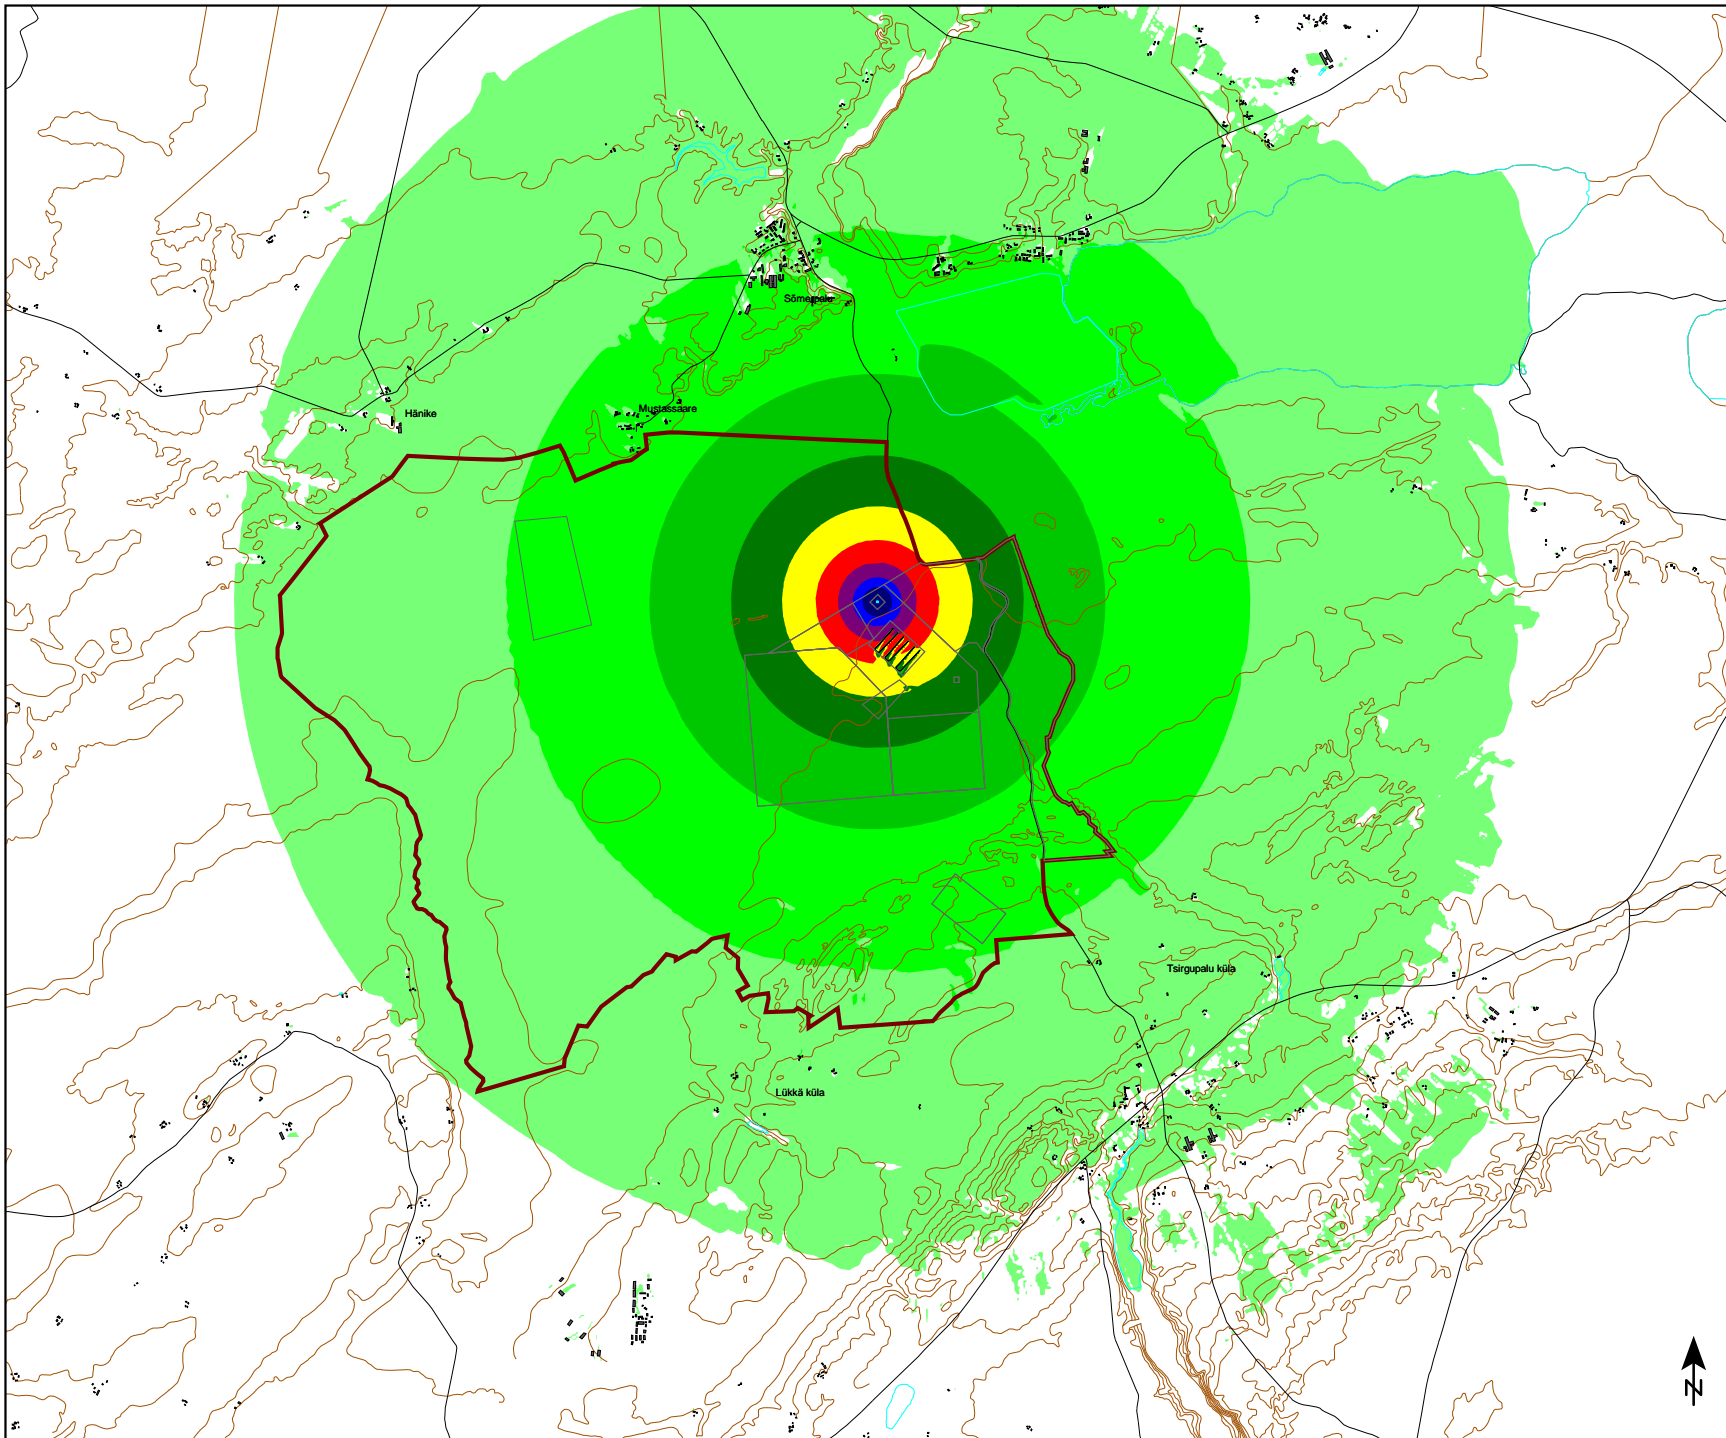 Sõmerpalu
Mustassaare
Hänike
Tsirgupalu küla
Lükkä küla
N